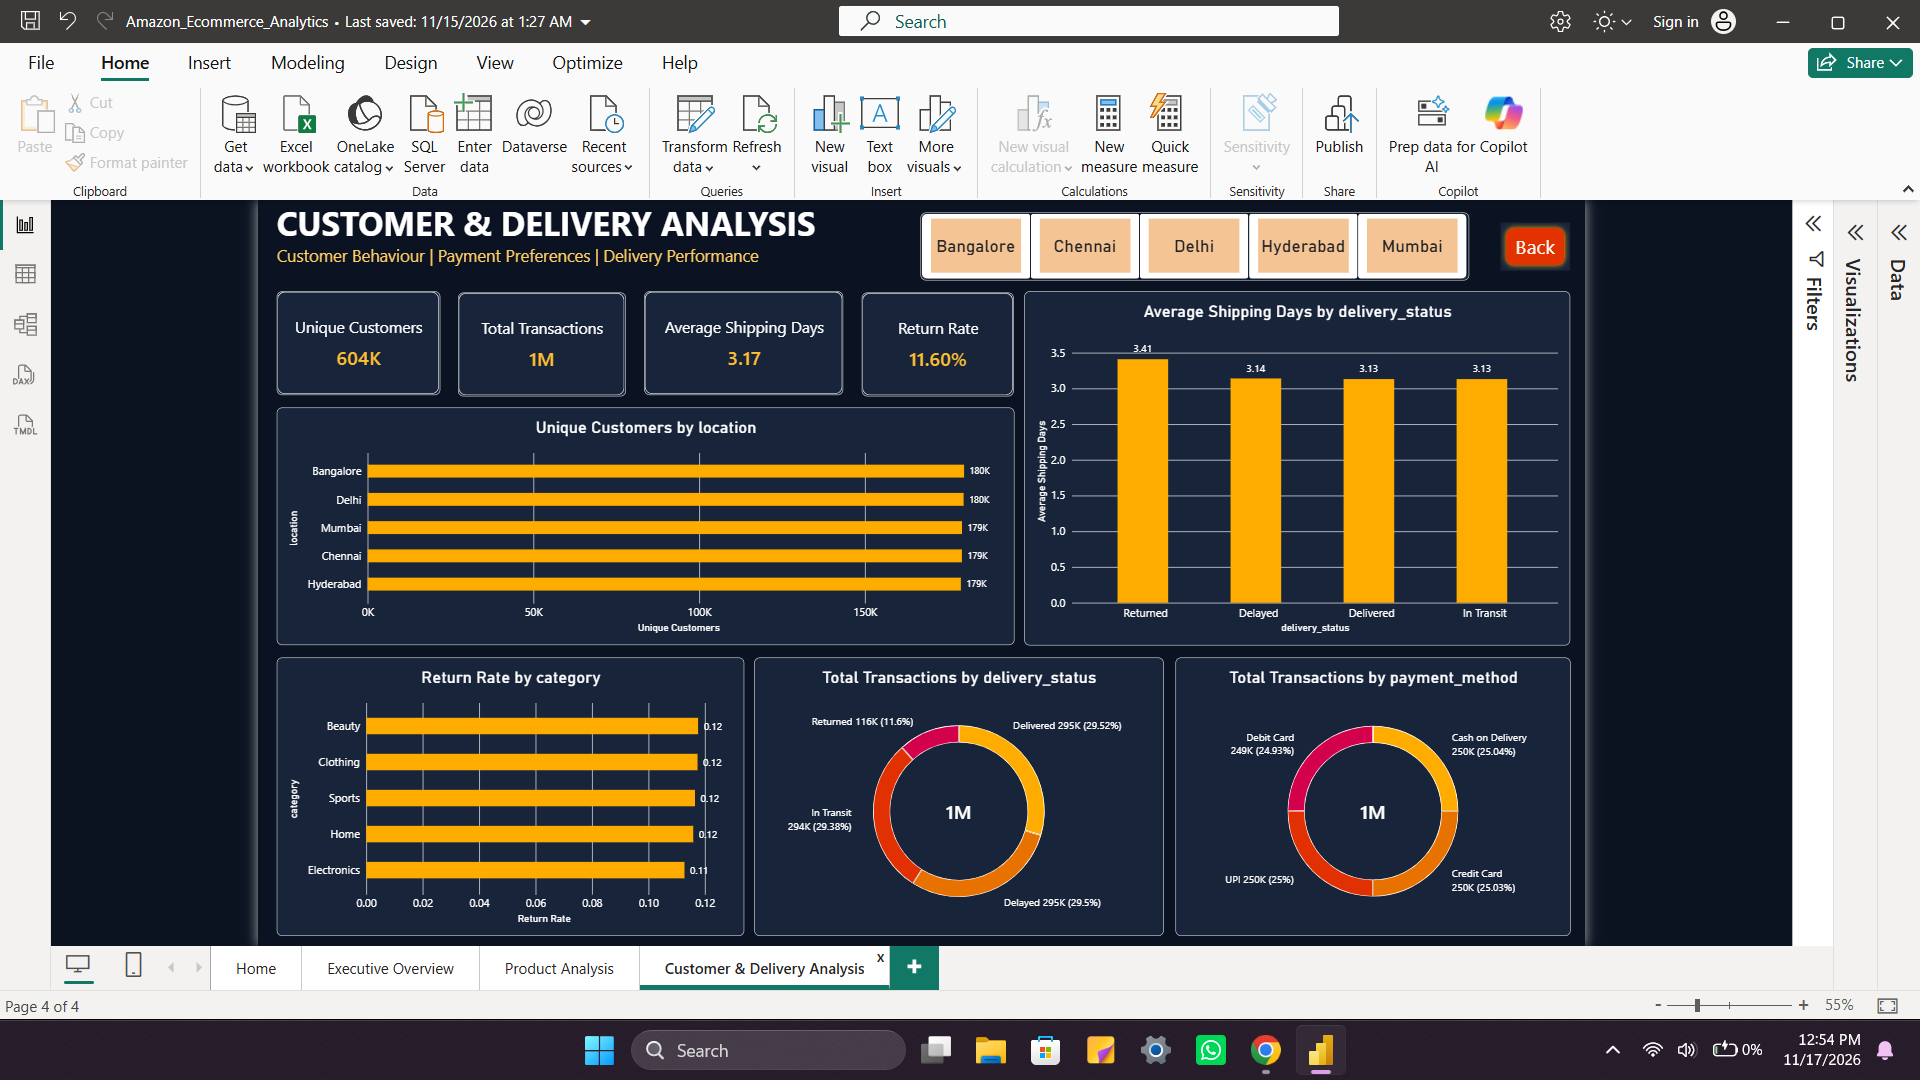 Amazon_Ecommerce_Analytics • Last saved: 11/15/2026 at 1:27 AM
Search
Sign in
File
Home
Insert
Modeling
Design
View
Optimize
Help
Share
Paste
Cut
Copy
Format painter
Clipboard
Get data
Excel workbook
OneLake catalog
SQL Server
Enter data
Dataverse
Recent sources
Data
Transform data
Refresh
Queries
New visual
Text box
More visuals
Insert
New visual calculation
New measure
Quick measure
Calculations
Sensitivity
Sensitivity
Publish
Share
Prep data for AI
Copilot
Copilot
DAX
TMDL
CUSTOMER & DELIVERY ANALYSIS
Customer Behaviour | Payment Preferences | Delivery Performance
Bangalore
Chennai
Delhi
Hyderabad
Mumbai
Back
Filters
Visualizations
Data
Unique Customers
604K
Total Transactions
1M
Average Shipping Days
3.17
Return Rate
11.60%
Unique Customers by location
location
Bangalore 180K
Delhi 180K
Mumbai 179K
Chennai 179K
Hyderabad 179K
0K 50K 100K 150K
Unique Customers
Average Shipping Days by delivery_status
Average Shipping Days
3.5
3.0
2.5
2.0
1.5
1.0
0.5
0.0
3.41
3.14
3.13
3.13
Returned Delayed Delivered In Transit
delivery_status
Return Rate by category
category
Beauty 0.12
Clothing 0.12
Sports 0.12
Home 0.12
Electronics 0.11
0.00 0.02 0.04 0.06 0.08 0.10 0.12
Return Rate
Total Transactions by delivery_status
Returned 116K (11.6%)
Delivered 295K (29.52%)
In Transit
294K (29.38%)
1M
Delayed 295K (29.5%)
Total Transactions by payment_method
Debit Card
249K (24.93%)
Cash on Delivery
250K (25.04%)
1M
UPI 250K (25%)
Credit Card
250K (25.03%)
Home
Executive Overview
Product Analysis
Customer & Delivery Analysis
x
+
Page 4 of 4
- + 55%
Search
0%
12:54 PM
11/17/2026